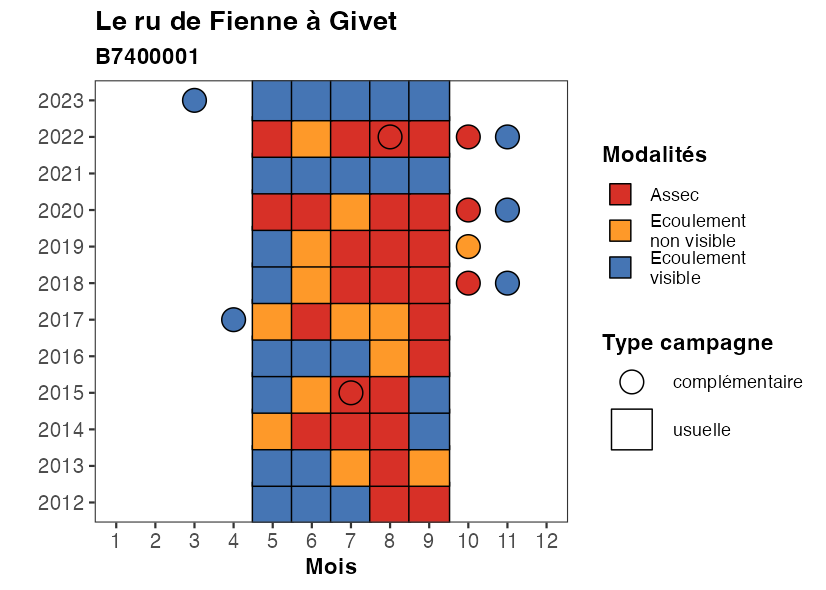 Le ru de Fienne à Givet
B7400001
2023
2022
2021
2020
2019
2018
2017
2016
2015
2014
2013
2012
1 2 3 4 5 6 7 8 9 10 11 12
Mois
Modalités
Assec
Ecoulement
non visible
Ecoulement
visible
Type campagne
complémentaire
usuelle